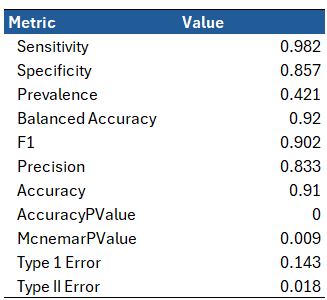 Metric Value
Sensitivity 0.982
Specificity 0.857
Prevalence 0.421
Balanced Accuracy 0.92
F1 0.902
Precision 0.833
Accuracy 0.91
AccuracyPValue 0
McnemarPValue 0.009
Type 1 Error 0.143
Type II Error 0.018